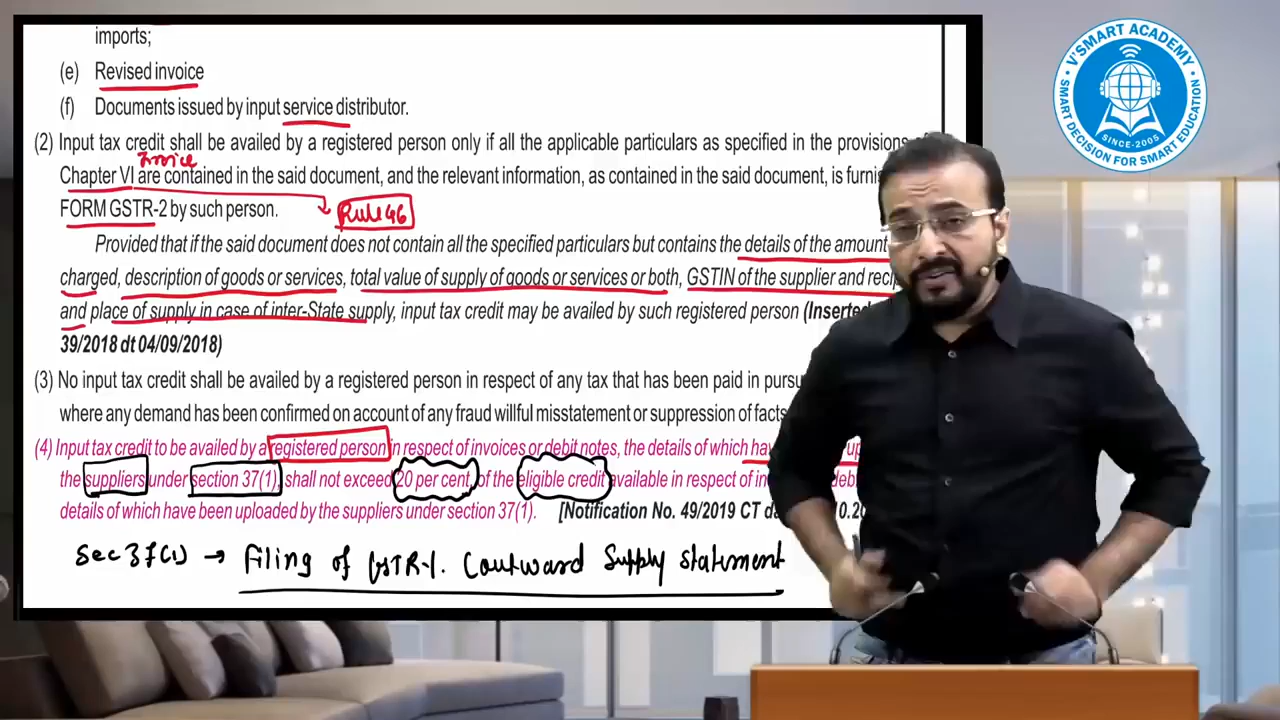 imports;
(e) Revised invoice
(f) Documents issued by input service distributor.
(2) Input tax credit shall be availed by a registered person only if all the applicable particulars as specified in the provisions
Invoice
Chapter VI are contained in the said document, and the relevant information, as contained in the said document, is
FORM GSTR-2 by such person.
Rule 46
Provided that if the said document does not contain all the specified particulars but contains the details of the amount
charged, description of goods or services, total value of supply of goods or services or both, GSTIN of the supplier and
and place of supply in case of inter-State supply, input tax credit may be availed by such registered person (Inserted
39/2018 dt 04/09/2018)
(3) No input tax credit shall be availed by a registered person in respect of any tax that has been paid in
where any demand has been confirmed on account of any fraud willful misstatement or suppression of facts
(4) Input tax credit to be availed by a registered person in respect of invoices or debit notes, the details of which
the suppliers under section 37(1), shall not exceed 20 per cent, of the eligible credit available in respect of
details of which have been uploaded by the suppliers under section 37(1). [Notification No. 49/2019 CT
Sec 37(1) → Filing of GSTR-1. Coutward Supply Statement
V'SMART ACADEMY
SINCE-2005
SMART DECISION FOR SMART EDUCATION